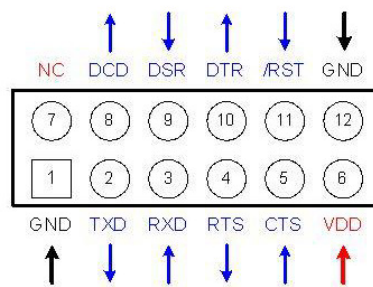 NC DCD DSR DTR /RST GND
7 8 9 10 11 12
1 2 3 4 5 6
GND TXD RXD RTS CTS VDD